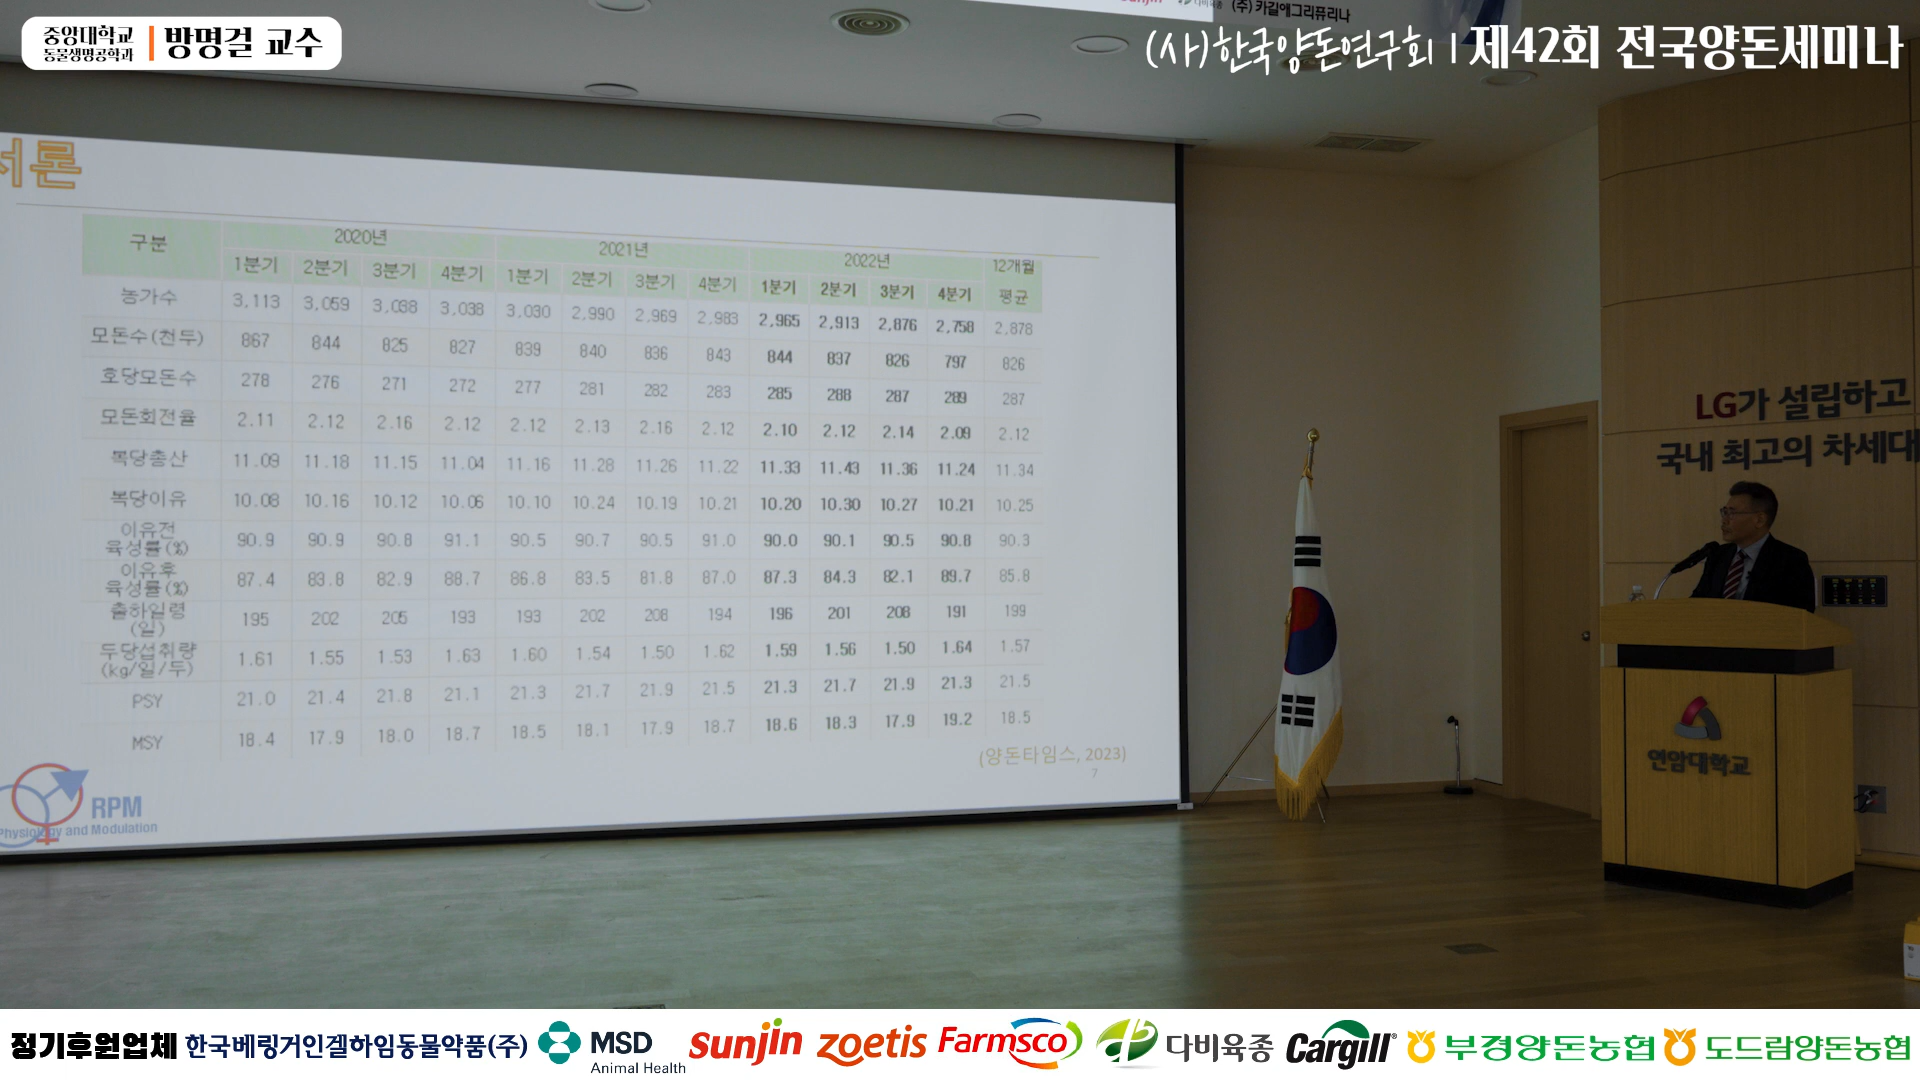 중앙대학교
동물생명공학과
방명걸 교수
sunjin 다비육종 (주) 카길애그리퓨리나
(사)한국양돈연구회 | 제42회 전국양돈세미나
서론
구분 2020년 2021년 2022년 12개월 평균
1분기 2분기 3분기 4분기 1분기 2분기 3분기 4분기 1분기 2분기 3분기 4분기
농가수 3,113 3,059 3,038 3,038 3,030 2,990 2,969 2,983 2,965 2,913 2,876 2,758 2,878
모돈수(천두) 867 844 825 827 839 840 836 843 844 837 826 797 826
호당모돈수 278 276 271 272 277 281 282 283 285 288 287 289 287
모돈회전율 2.11 2.12 2.16 2.12 2.12 2.13 2.16 2.12 2.10 2.12 2.14 2.09 2.12
복당총산 11.09 11.18 11.15 11.04 11.16 11.28 11.26 11.22 11.33 11.43 11.36 11.24 11.34
복당이유 10.08 10.16 10.12 10.06 10.10 10.24 10.19 10.21 10.20 10.30 10.27 10.21 10.25
이유전 육성률(%) 90.9 90.9 90.8 91.1 90.5 90.7 90.5 91.0 90.0 90.1 90.5 90.8 90.3
이유후 육성률(%) 87.4 83.8 82.9 88.7 86.8 83.5 81.8 87.0 87.3 84.3 82.1 89.7 85.8
출하일령 (일) 195 202 205 193 193 202 208 194 196 201 208 191 199
두당섭취량 (kg/일/두) 1.61 1.55 1.53 1.63 1.60 1.54 1.50 1.62 1.59 1.56 1.50 1.64 1.57
PSY 21.0 21.4 21.8 21.1 21.3 21.7 21.9 21.5 21.3 21.7 21.9 21.3 21.5
MSY 18.4 17.9 18.0 18.7 18.5 18.1 17.9 18.7 18.6 18.3 17.9 19.2 18.5
(양돈타임스, 2023)
7
RPM
Physiology and Modulation
LG가 설립하고
국내 최고의 차세대
연암대학교
정기후원업체 한국베링거인겔하임동물약품(주) MSD Animal Health sunjin zoetis Farmsco 다비육종 Cargill® 부경양돈농협 도드람양돈농협